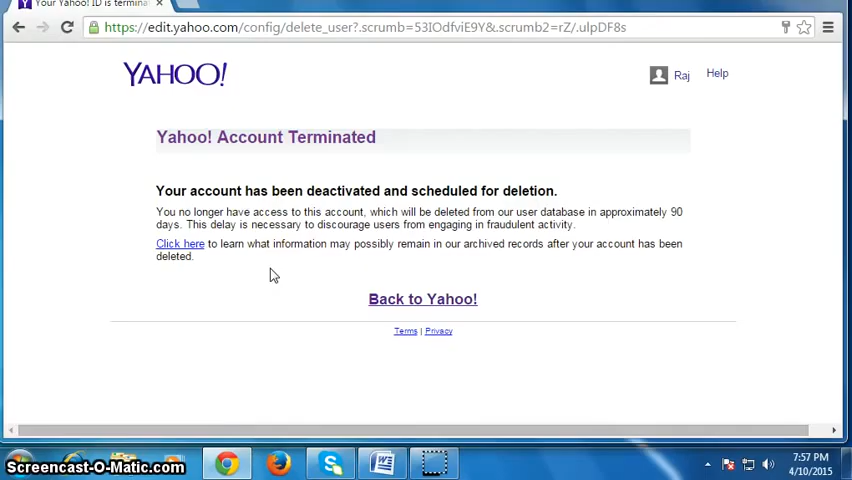 Your Yahoo! ID is termina
https://edit.yahoo.com/config/delete_user?.scrumb=53IOdfviE9Y&.scrumb2=rZ/.ulpDF8s
YAHOO!
Raj
Help
Yahoo! Account Terminated
Your account has been deactivated and scheduled for deletion.
You no longer have access to this account, which will be deleted from our user database in approximately 90
days. This delay is necessary to discourage users from engaging in fraudulent activity.
Click here to learn what information may possibly remain in our archived records after your account has been
deleted.
Back to Yahoo!
Terms | Privacy
7:57 PM
4/10/2015
Screencast-O-Matic.com